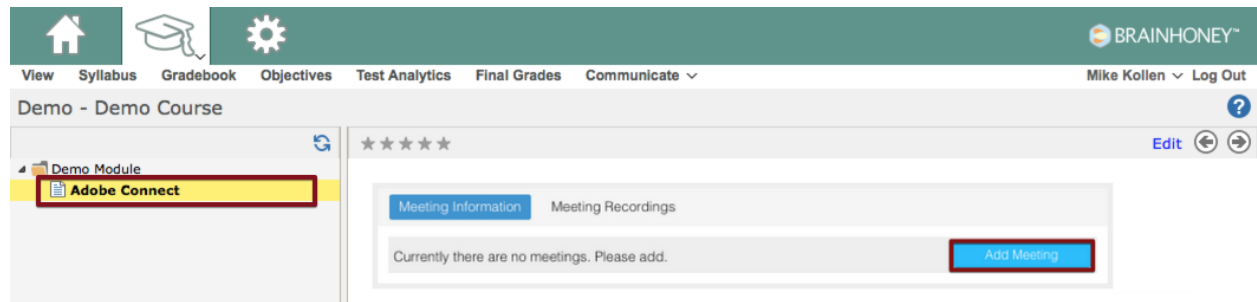 BRAINHONEY™
View Syllabus Gradebook Objectives Test Analytics Final Grades Communicate Mike Kollen Log Out
Demo - Demo Course ?
Edit
Demo Module
Adobe Connect
Meeting Information Meeting Recordings
Currently there are no meetings. Please add. Add Meeting